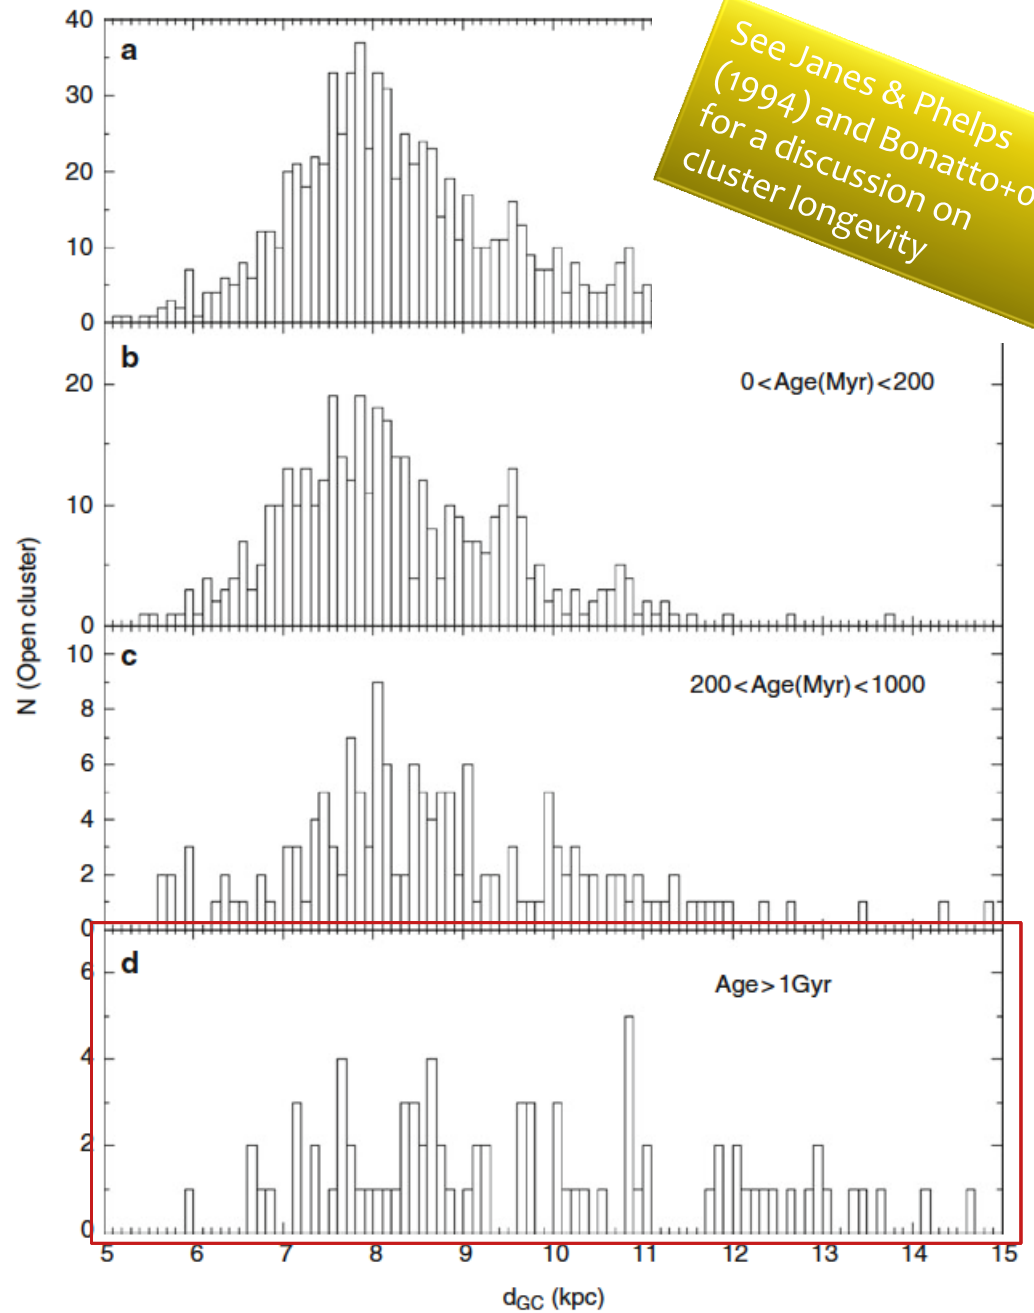 40
a
30
20
10
0
See Janes & Phelps
(1994) and Bonatto+0
for a discussion on
cluster longevity
b
0<Age(Myr)<200
20
10
0
N (Open cluster)
c
200<Age(Myr)<1000
10
8
6
4
2
0
d
Age>1Gyr
6
4
2
0
5 6 7 8 9 10 11 12 13 14 15
dGC (kpc)